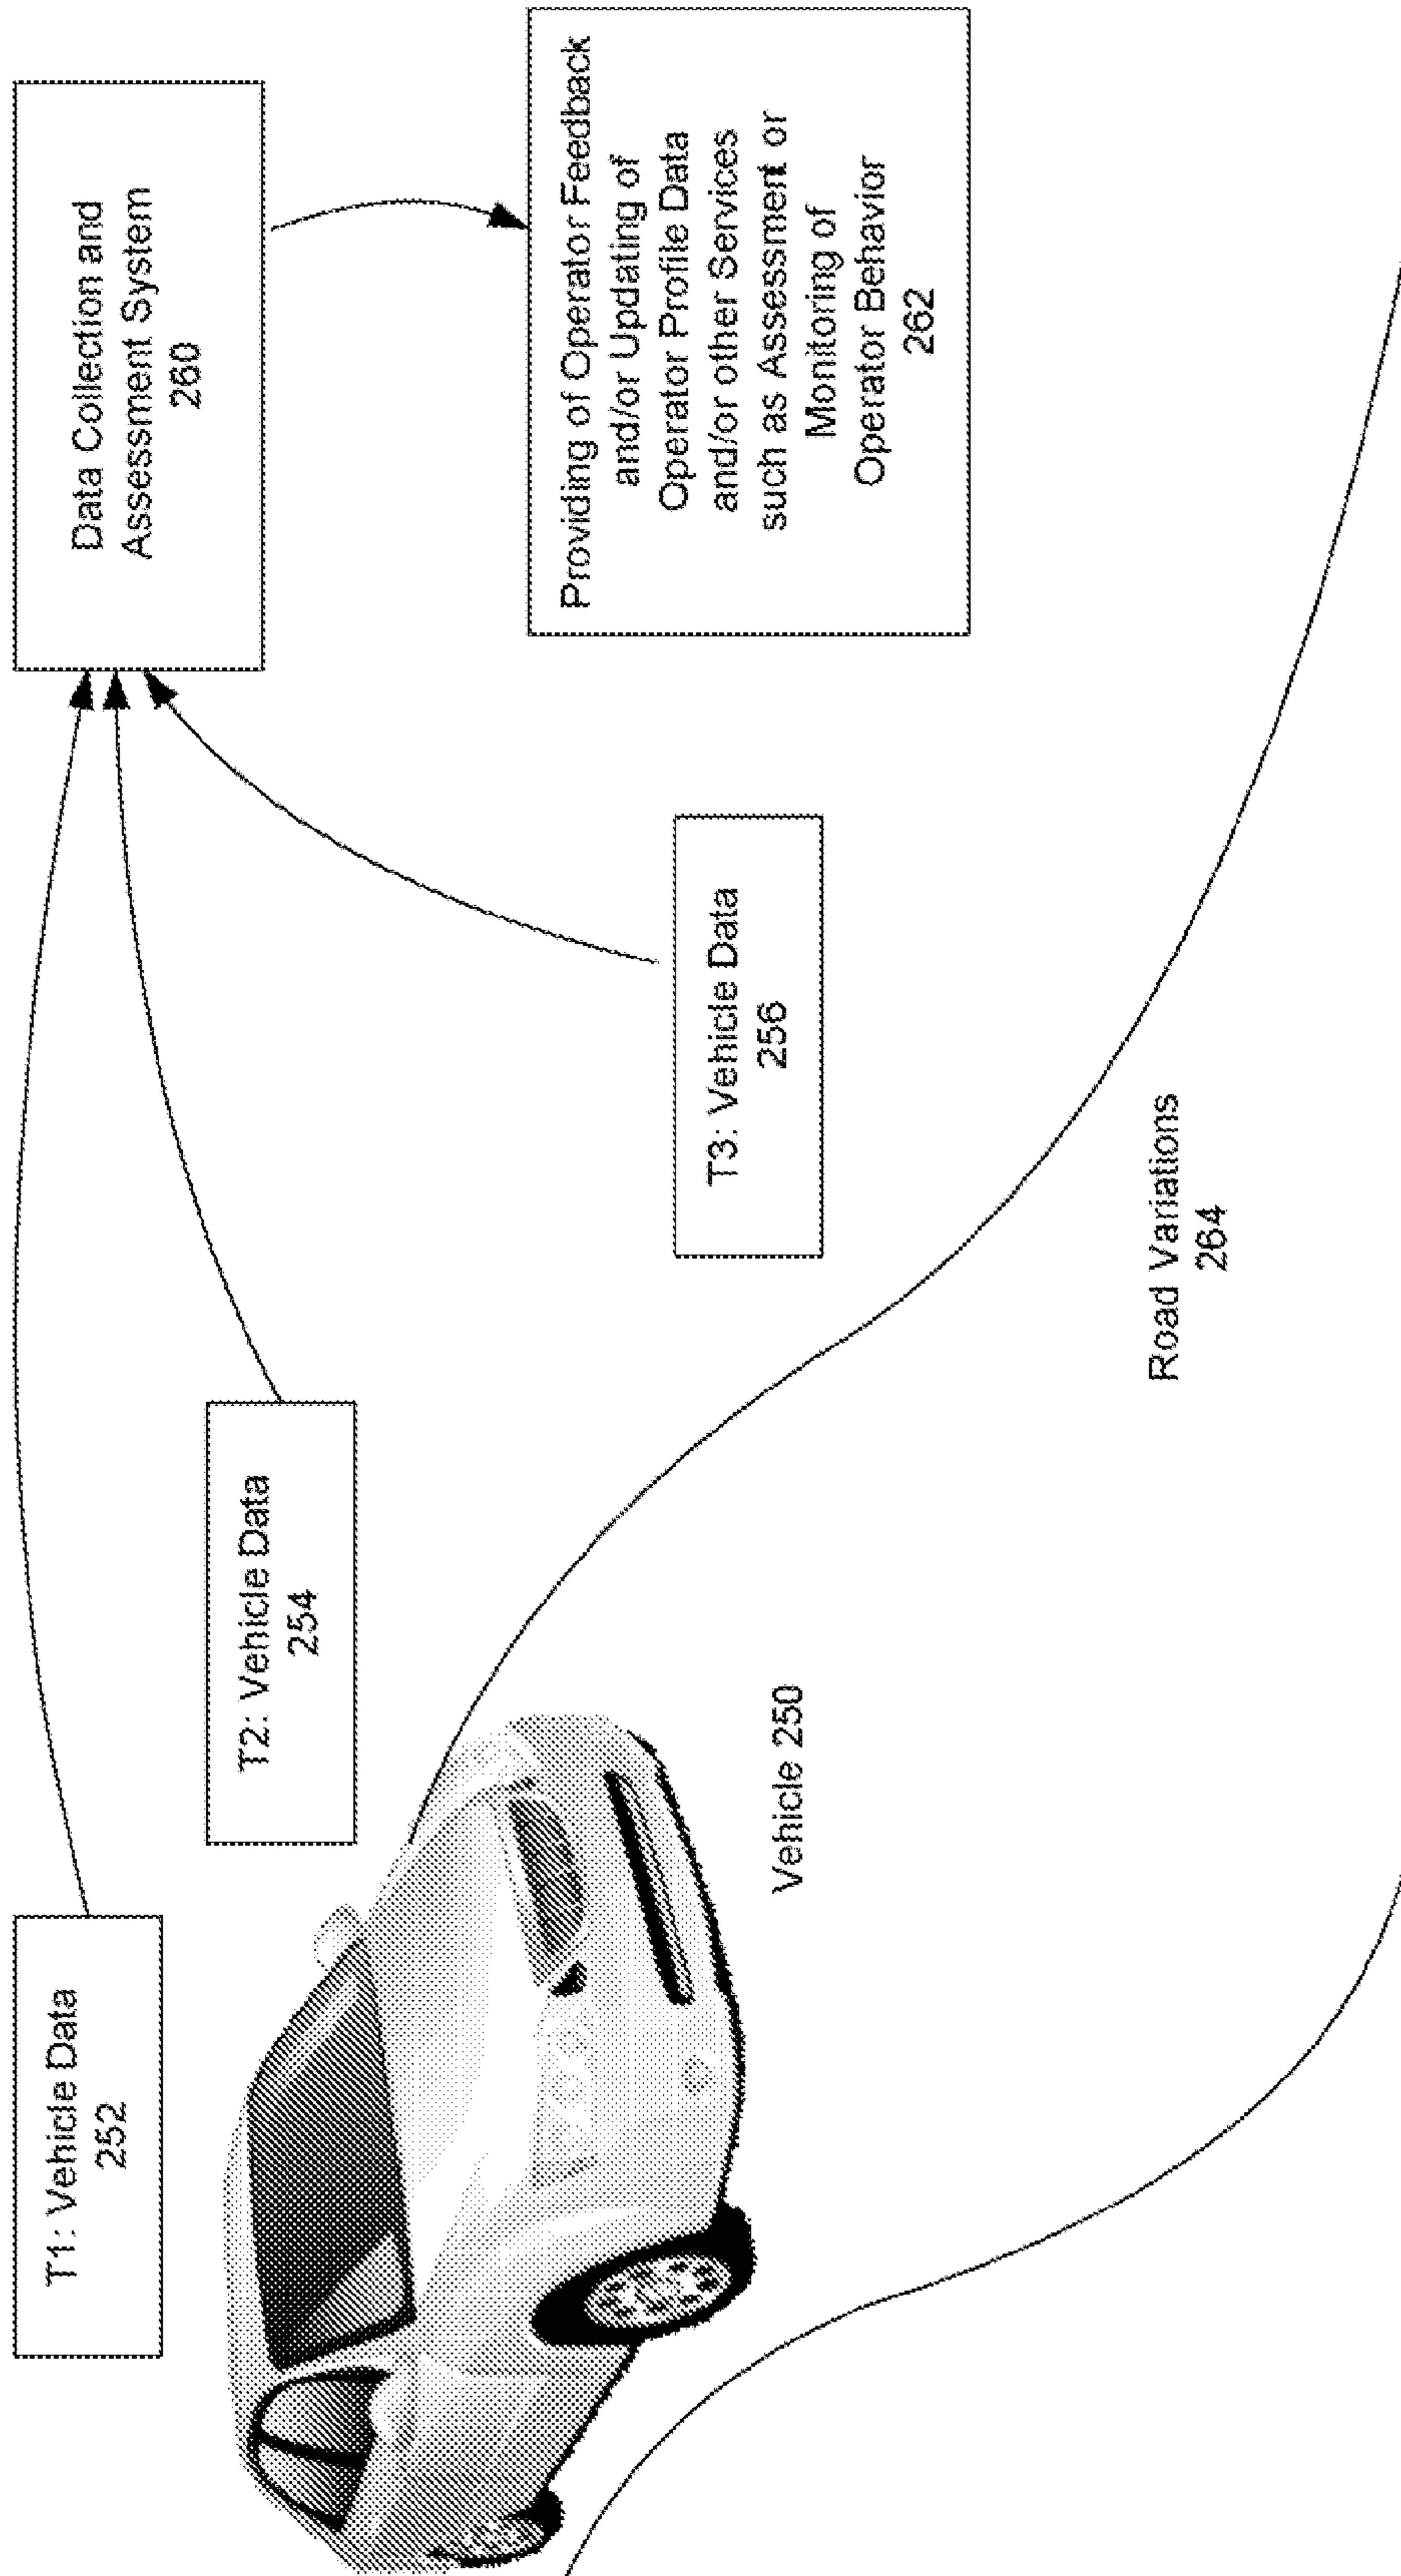 T1: Vehicle Data
252
T2: Vehicle Data
254
T3: Vehicle Data
256
Data Collection and
Assessment System
260
Providing of Operator Feedback
and/or Updating of
Operator Profile Data
and/or other Services
such as Assessment or
Monitoring of
Operator Behavior
262
Vehicle 250
Road Variations
264